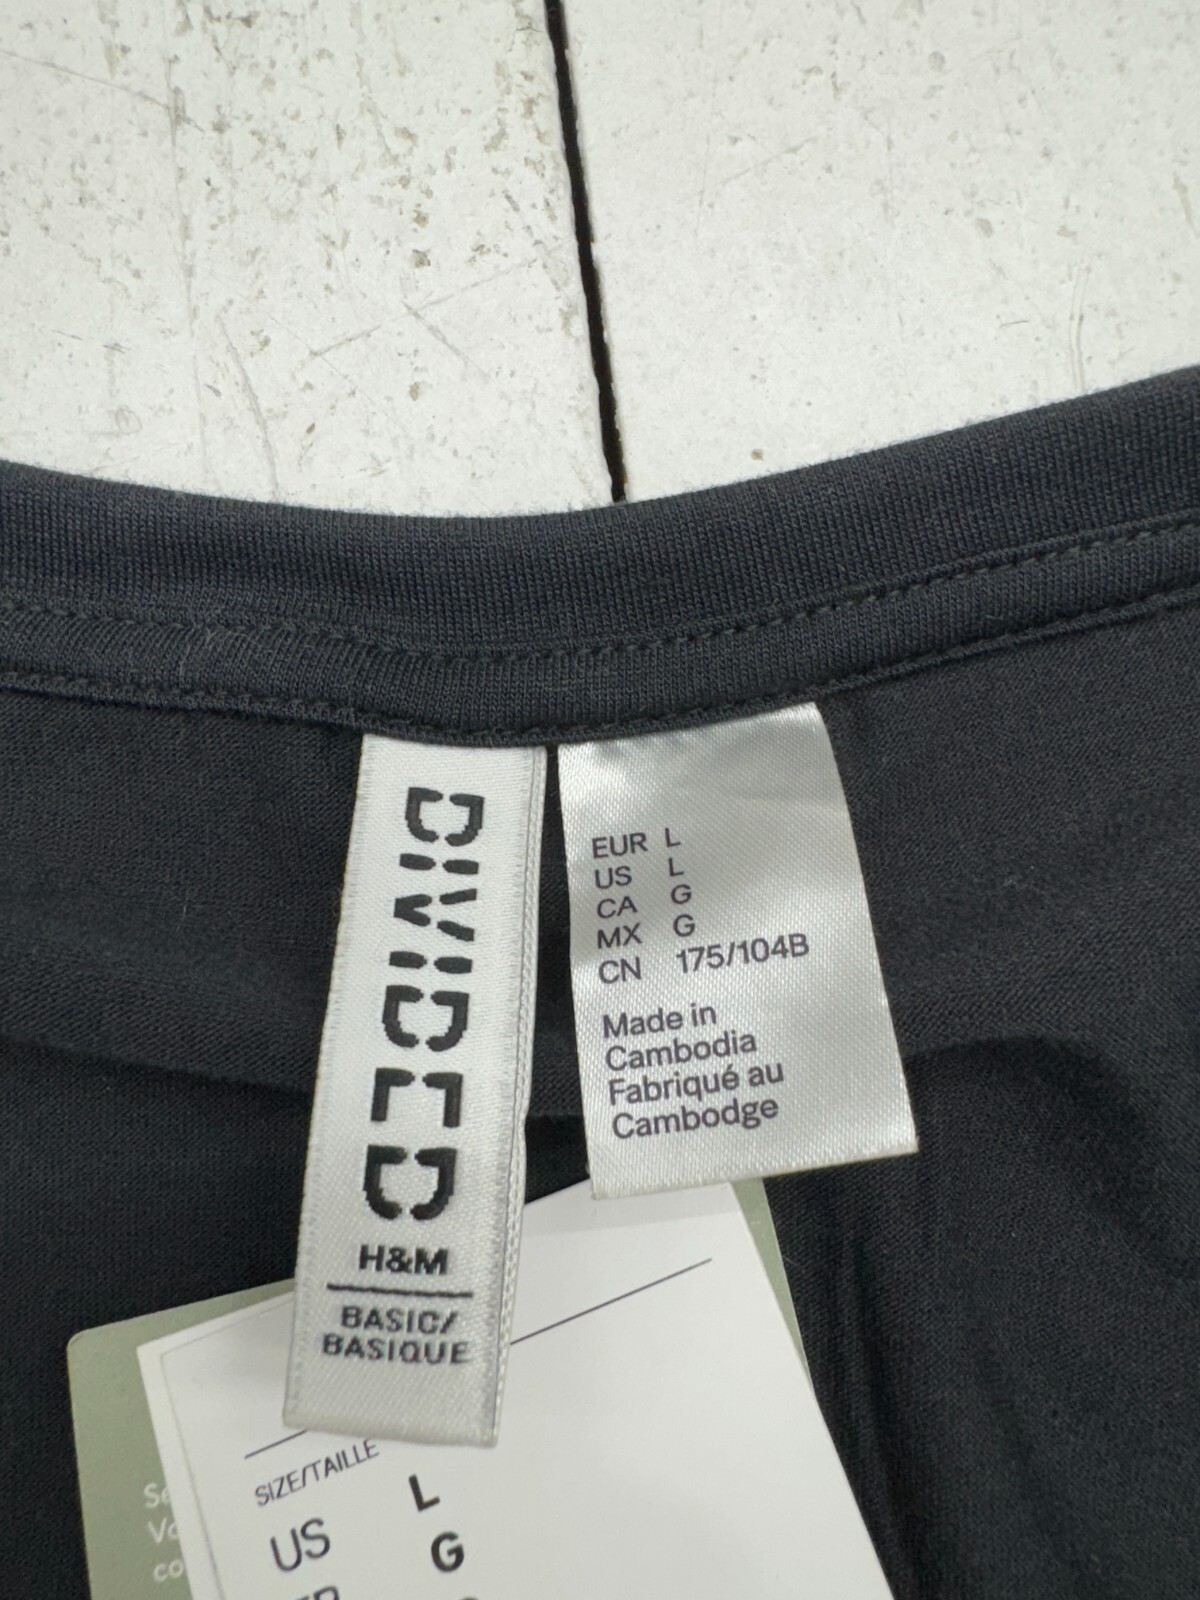 DIVIDED
H&M
BASIC/
BASIQUE
EUR L
US L
CA G
MX G
CN 175/104B
Made in
Cambodia
Fabriqué au
Cambodge
SIZE/TAILLE
US L
G